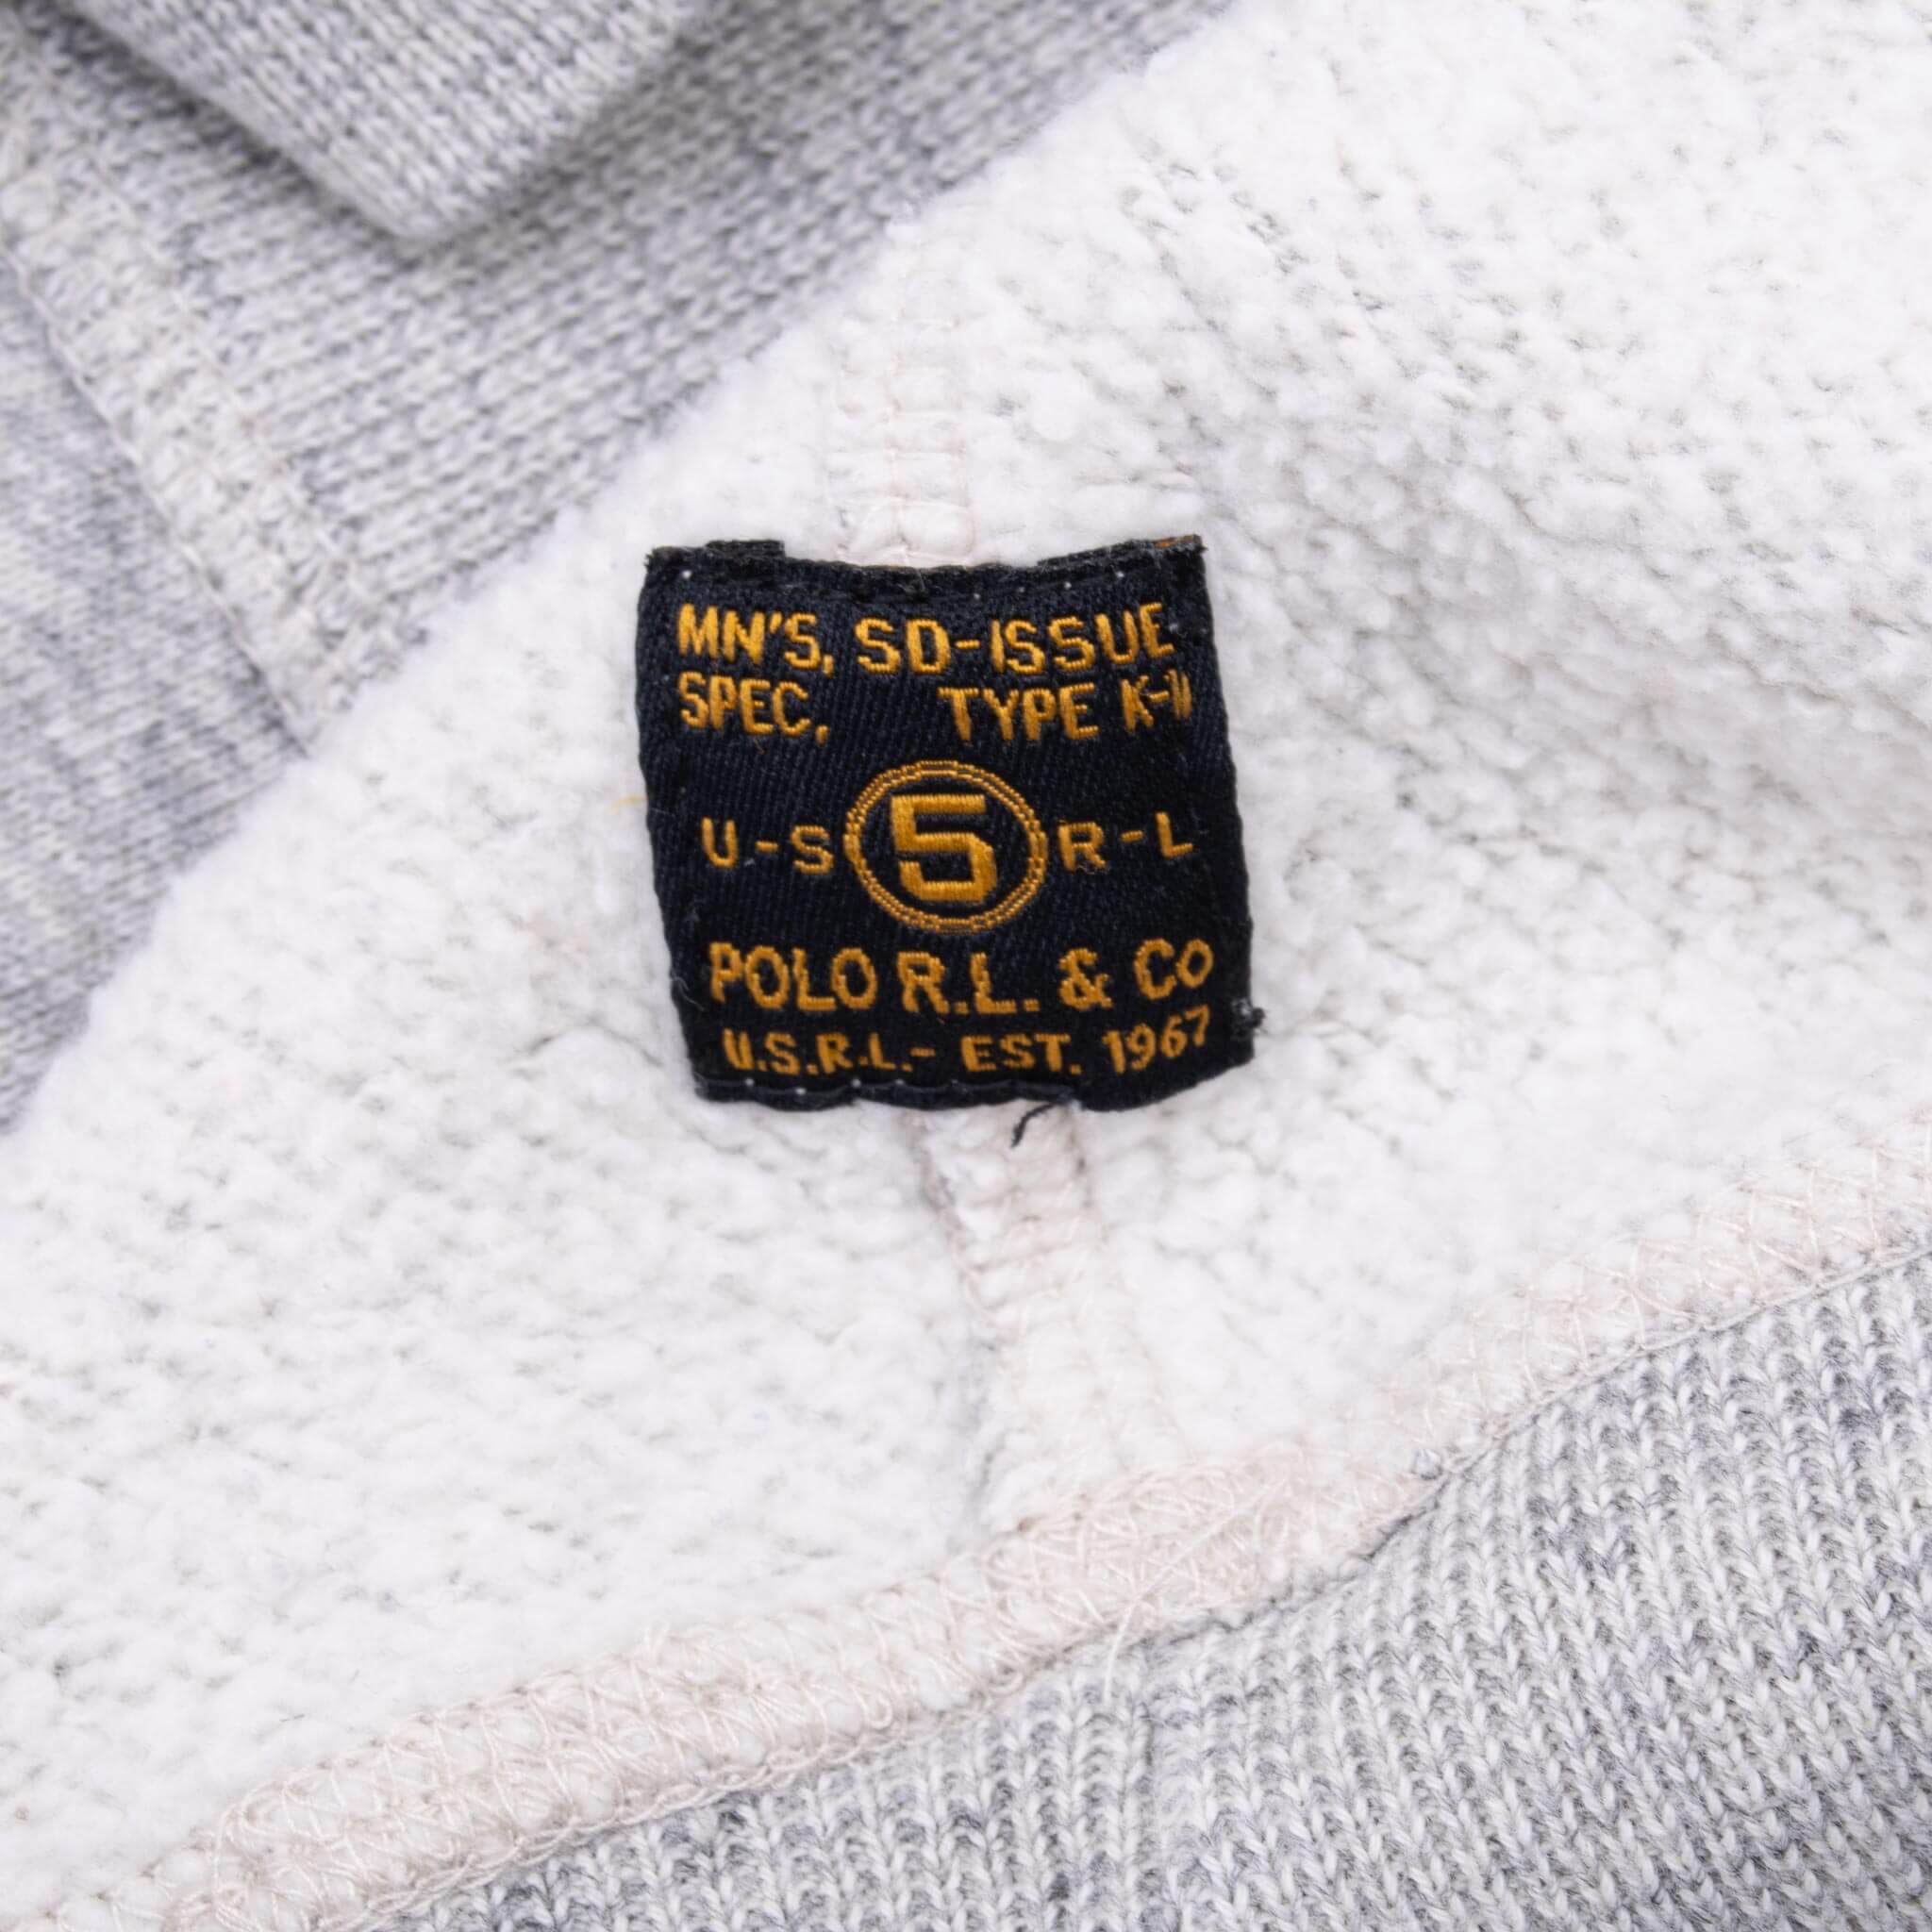 MN'S, SD-ISSUE
SPEC, TYPE
U-S 5 R-L
POLO R.L. & Co
U.S.R.L.- EST. 1967